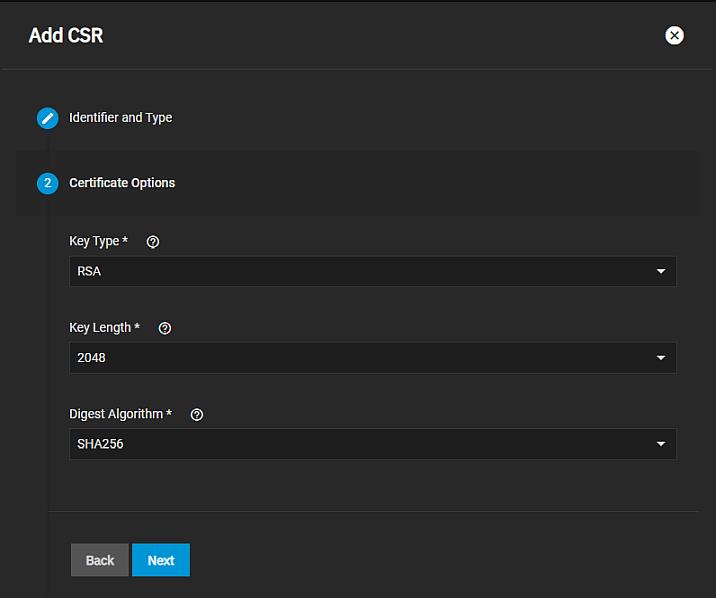 Add CSR
Identifier and Type
2 Certificate Options
Key Type *
RSA
Key Length *
2048
Digest Algorithm *
SHA256
Back Next